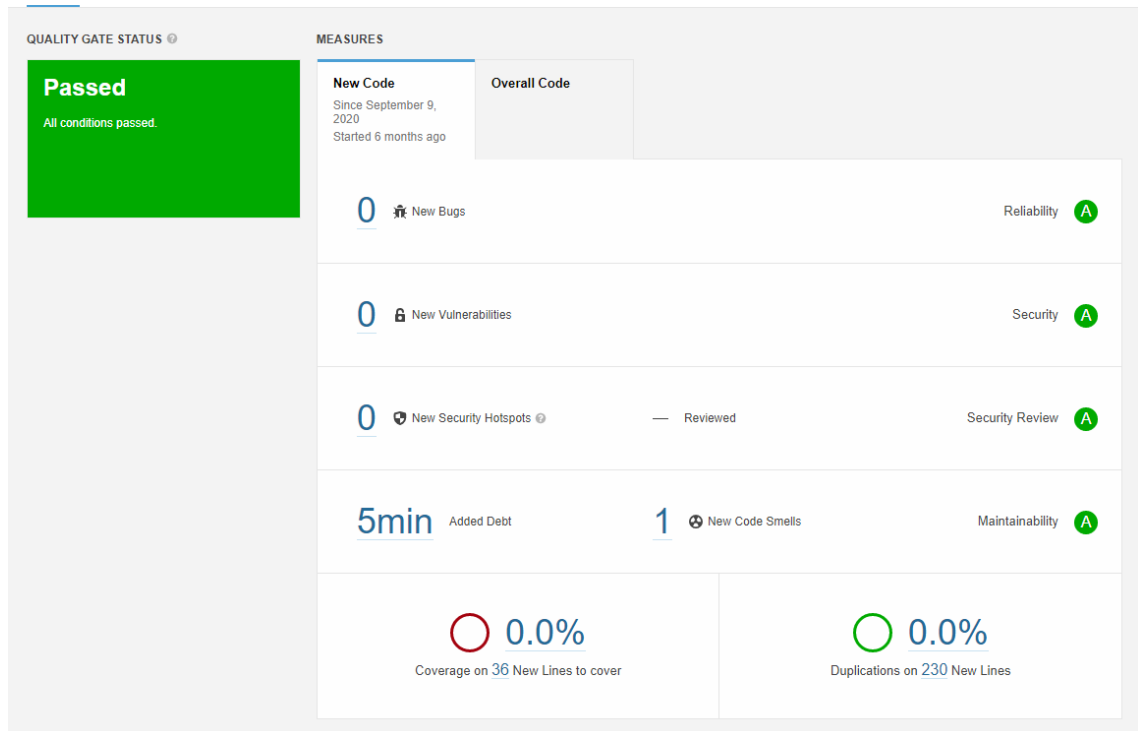 QUALITY GATE STATUS
MEASURES
Passed
All conditions passed.
New Code
Since September 9,
2020
Started 6 months ago
Overall Code
0 New Bugs
Reliability A
0 New Vulnerabilities
Security A
0 New Security Hotspots
— Reviewed
Security Review A
5min Added Debt
1 New Code Smells
Maintainability A
0.0%
Coverage on 36 New Lines to cover
0.0%
Duplications on 230 New Lines